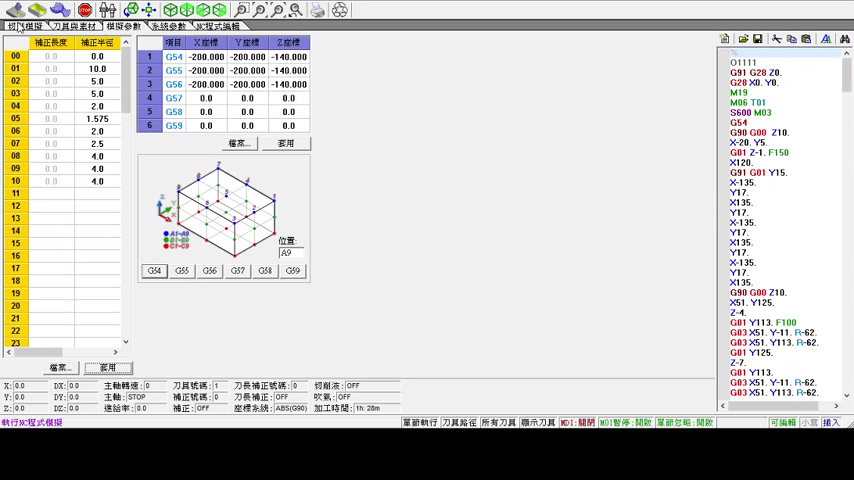 切削模擬 刀具與素材 模擬參數 系統參數 NC程式編輯
補正長度 補正半徑
00 0.0 0.0
01 0.0 10.0
02 0.0 5.0
03 0.0 5.0
04 0.0 2.0
05 0.0 1.575
06 0.0 2.0
07 0.0 2.5
08 0.0 4.0
09 0.0 4.0
10 0.0 4.0
11
12
13
14
15
16
17
18
19
20
21
22
23
檔案... 套用
項目 X座標 Y座標 Z座標
1 G54 -200.000 -200.000 -140.000
2 G55 -200.000 -200.000 -140.000
3 G56 -200.000 -200.000 -140.000
4 G57 0.0 0.0 0.0
5 G58 0.0 0.0 0.0
6 G59 0.0 0.0 0.0
檔案... 套用
A1~A9
B1~B9
C1~C9
位置:
A9
G54 G55 G56 G57 G58 G59
%
O1111
G91 G28 Z0.
G28 X0. Y0.
M19
M06 T01
S600 M03
G54
G90 G00 Z10.
X-20. Y5.
G01 Z-1. F150
X120.
G91 G01 Y15.
X-135.
Y17.
X135.
Y17.
X-135.
Y17.
X135.
Y17.
X-135.
Y17.
X135.
G90 G00 Z10.
X51. Y125.
Z-4.
G01 Y113. F100
G03 X51. Y-11. R-62.
G03 X51. Y113. R-62.
G01 Y125.
Z-7.
G01 Y113.
G03 X51. Y-11. R-62.
G03 X51. Y113. R-62.
X: 0.0 DX: 0.0 主軸轉速: 0 刀具號碼: 1 刀長補正號碼: 0 切削液: OFF
Y: 0.0 DY: 0.0 主軸: STOP 補正號碼: 0 刀長補正: OFF 吹氣: OFF
Z: 0.0 DZ: 0.0 進給率: 0.0 補正: OFF 座標系統: ABS(G90) 加工時間: 1h: 28m
執行NC程式模擬 單節執行 刀具路徑 所有刀具 顯示刀具 MDI:關閉 M01暫停:開啟 單節忽略:開啟 可編輯 小寫 插入